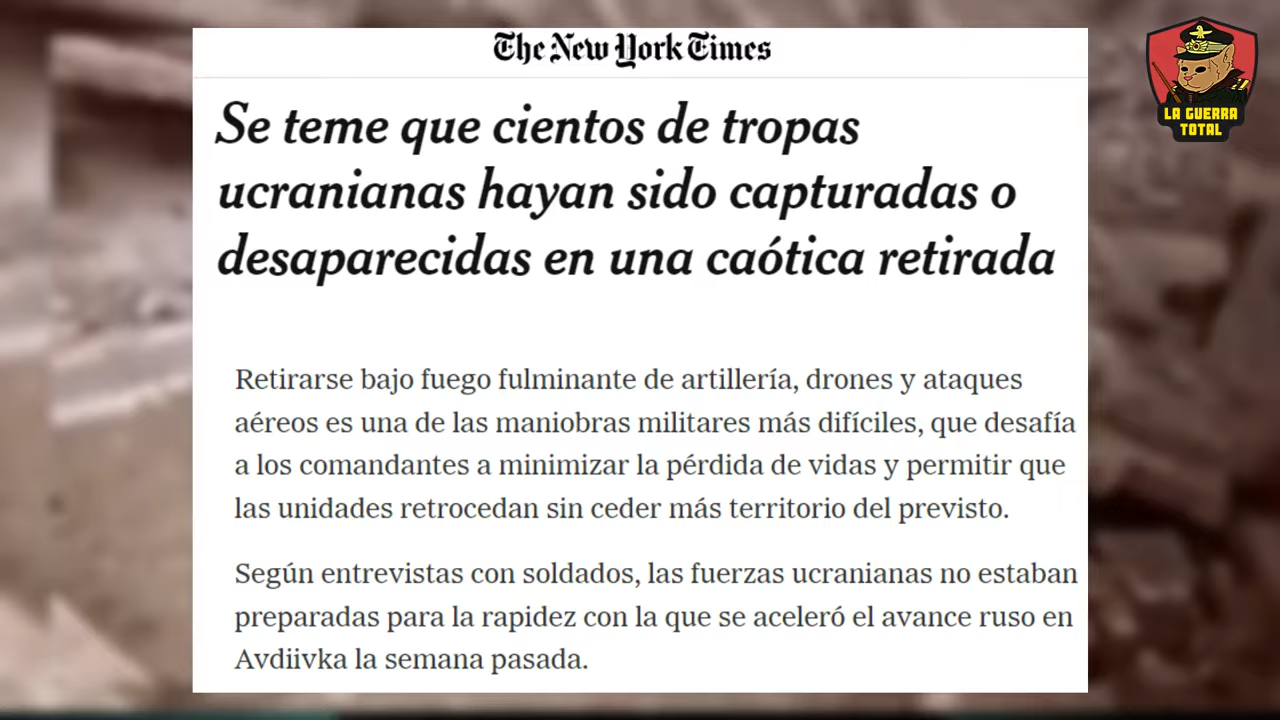 The New York Times
LA GUERRA
TOTAL
Se teme que cientos de tropas
ucranianas hayan sido capturadas o
desaparecidas en una caótica retirada
Retirarse bajo fuego fulminante de artillería, drones y ataques
aéreos es una de las maniobras militares más difíciles, que desafía
a los comandantes a minimizar la pérdida de vidas y permitir que
las unidades retrocedan sin ceder más territorio del previsto.
Según entrevistas con soldados, las fuerzas ucranianas no estaban
preparadas para la rapidez con la que se aceleró el avance ruso en
Avdiivka la semana pasada.